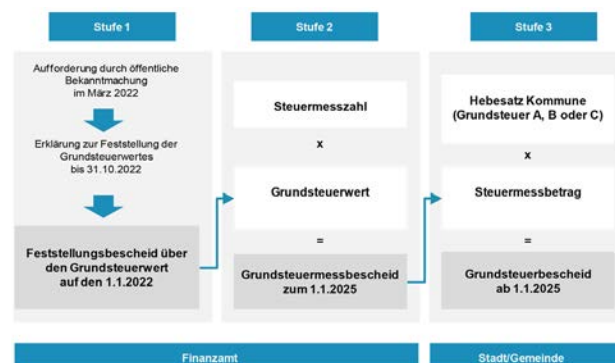 Stufe 1
Aufforderung durch öffentliche
Bekanntmachung
im März 2022
Erklärung zur Feststellung der
Grundsteuerwertes
bis 31.10.2022
Feststellungsbescheid über
den Grundsteuerwert
auf den 1.1.2022
Stufe 2
Steuermesszahl
x
Grundsteuerwert
=
Grundsteuermessbescheid
zum 1.1.2025
Stufe 3
Hebesatz Kommune
(Grundsteuer A, B oder C)
x
Steuermessbetrag
=
Grundsteuerbescheid
ab 1.1.2025
Finanzamt
Stadt/Gemeinde